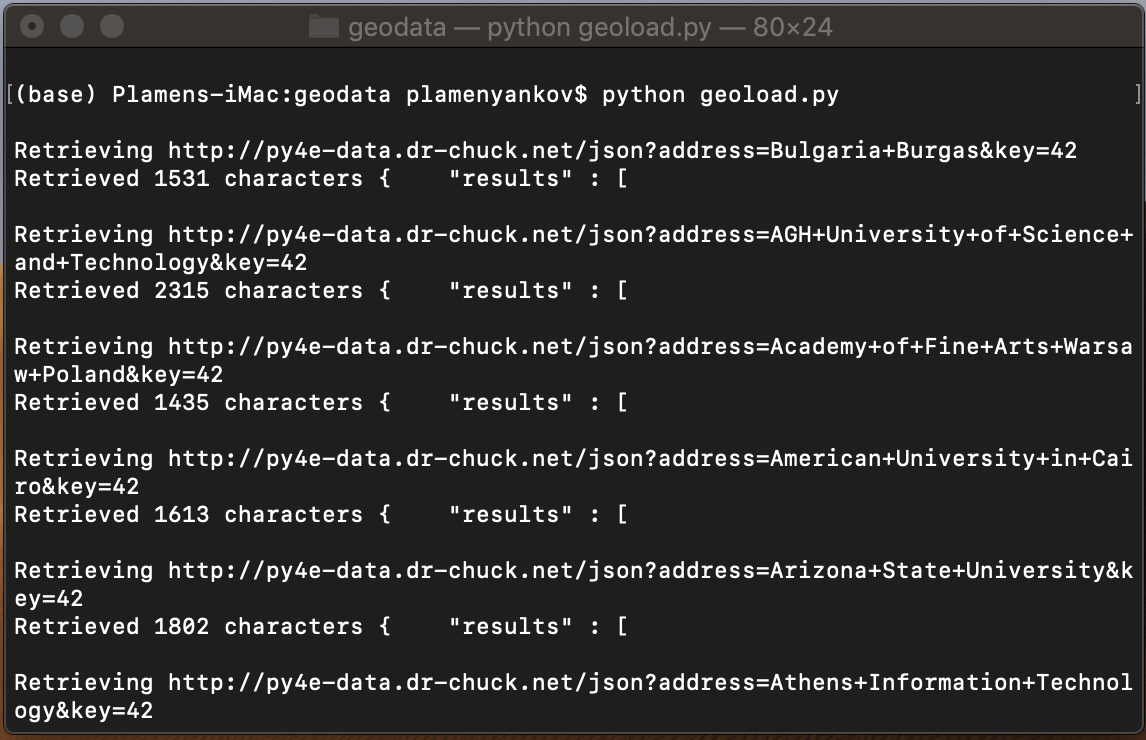 geodata — python geoload.py — 80×24
[(base) Plamens-iMac:geodata plamenyankov$ python geoload.py ]
Retrieving http://py4e-data.dr-chuck.net/json?address=Bulgaria+Burgas&key=42
Retrieved 1531 characters {    "results" : [
Retrieving http://py4e-data.dr-chuck.net/json?address=AGH+University+of+Science+
and+Technology&key=42
Retrieved 2315 characters {    "results" : [
Retrieving http://py4e-data.dr-chuck.net/json?address=Academy+of+Fine+Arts+Warsa
w+Poland&key=42
Retrieved 1435 characters {    "results" : [
Retrieving http://py4e-data.dr-chuck.net/json?address=American+University+in+Cai
ro&key=42
Retrieved 1613 characters {    "results" : [
Retrieving http://py4e-data.dr-chuck.net/json?address=Arizona+State+University&k
ey=42
Retrieved 1802 characters {    "results" : [
Retrieving http://py4e-data.dr-chuck.net/json?address=Athens+Information+Technol
ogy&key=42